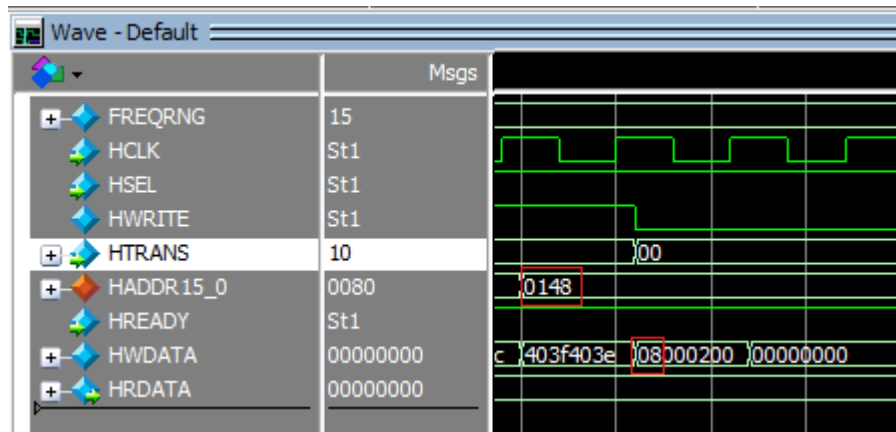 Wave - Default
Msgs
FREQRNG 15
HCLK St1
HSEL St1
HWRITE St1
HTRANS 10 00
HADDR15_0 0080 0148
HREADY St1
HWDATA 00000000 c 403f403e 08000200 00000000
HRDATA 00000000